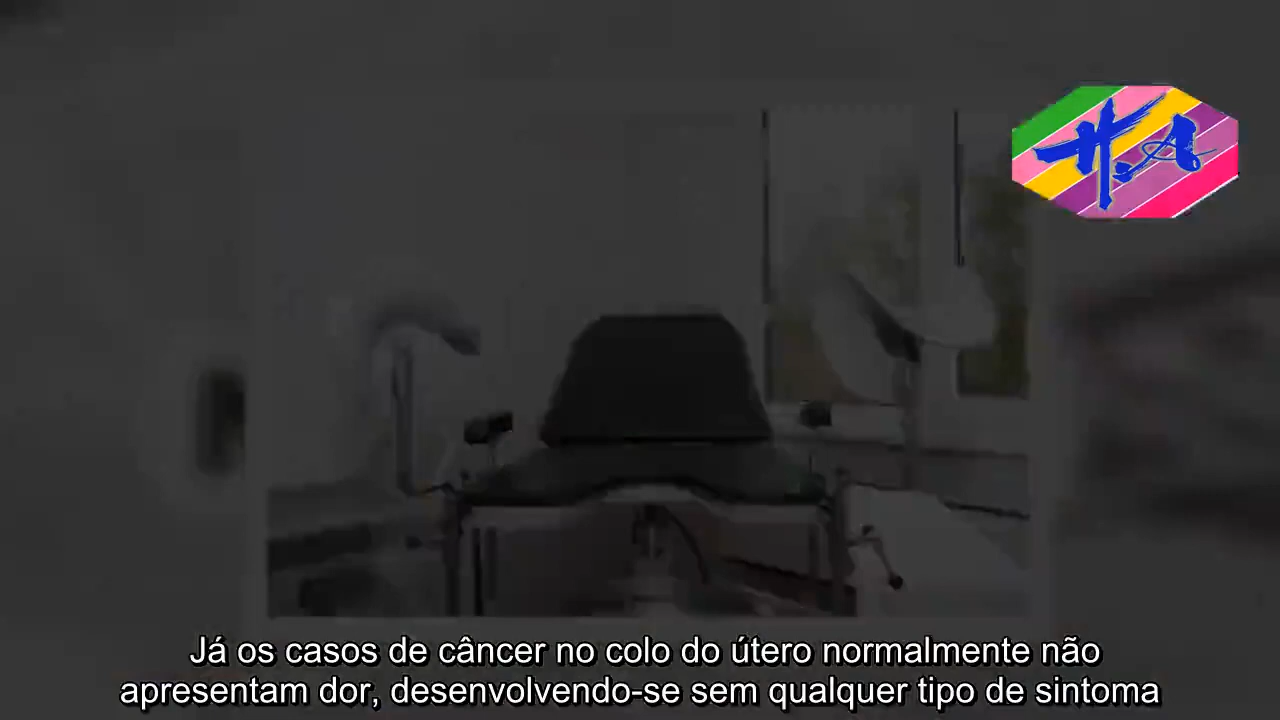 H.A
Já os casos de câncer no colo do útero normalmente não
apresentam dor, desenvolvendo-se sem qualquer tipo de sintoma